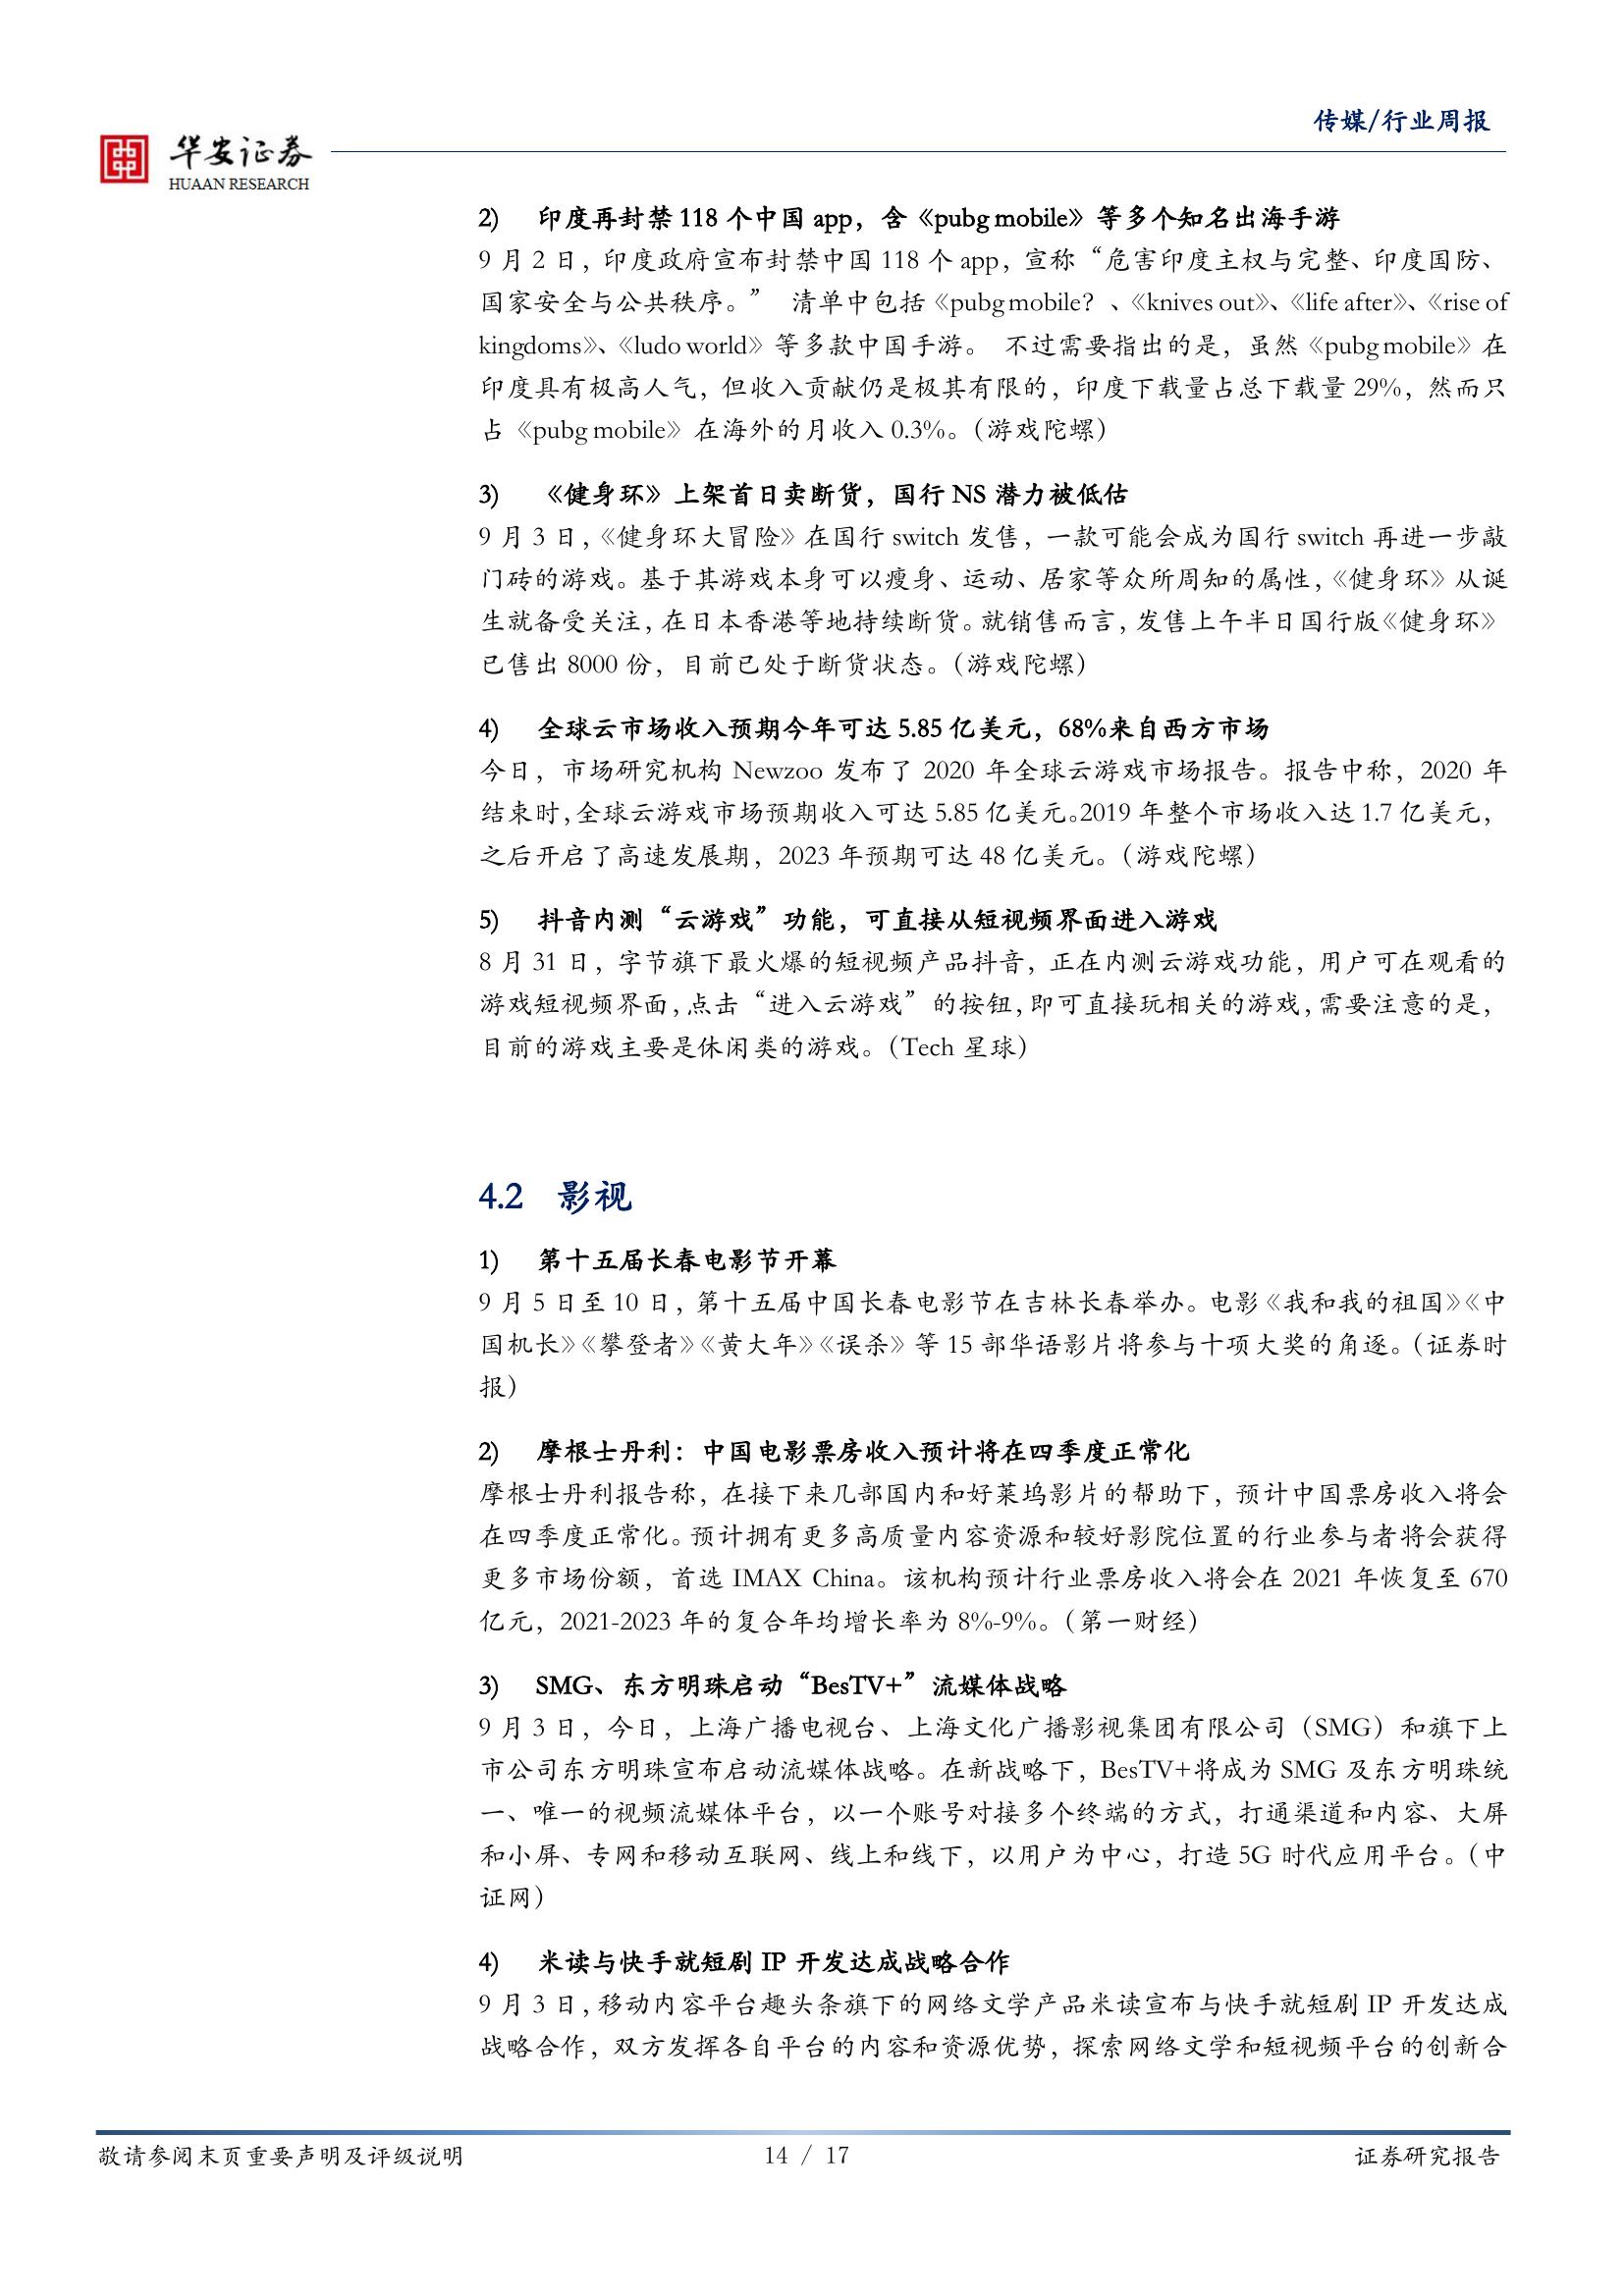 传媒/行业周报
华安证券
HUAAN RESEARCH
2) 印度再封禁 118 个中国 app，含《pubg mobile》等多个知名出海手游
9 月 2 日，印度政府宣布封禁中国 118 个 app，宣称“危害印度主权与完整、印度国防、
国家安全与公共秩序。” 清单中包括《pubg mobile？、《knives out》、《life after》、《rise of
kingdoms》、《ludo world》等多款中国手游。 不过需要指出的是，虽然《pubg mobile》在
印度具有极高人气，但收入贡献仍是极其有限的，印度下载量占总下载量 29%，然而只
占《pubg mobile》在海外的月收入 0.3%。（游戏陀螺）
3) 《健身环》上架首日卖断货，国行 NS 潜力被低估
9 月 3 日，《健身环大冒险》在国行 switch 发售，一款可能会成为国行 switch 再进一步敲
门砖的游戏。基于其游戏本身可以瘦身、运动、居家等众所周知的属性，《健身环》从诞
生就备受关注，在日本香港等地持续断货。就销售而言，发售上午半日国行版《健身环》
已售出 8000 份，目前已处于断货状态。（游戏陀螺）
4) 全球云市场收入预期今年可达 5.85 亿美元，68%来自西方市场
今日，市场研究机构 Newzoo 发布了 2020 年全球云游戏市场报告。报告中称，2020 年
结束时，全球云游戏市场预期收入可达 5.85 亿美元。2019 年整个市场收入达 1.7 亿美元，
之后开启了高速发展期，2023 年预期可达 48 亿美元。（游戏陀螺）
5) 抖音内测“云游戏”功能，可直接从短视频界面进入游戏
8 月 31 日，字节旗下最火爆的短视频产品抖音，正在内测云游戏功能，用户可在观看的
游戏短视频界面，点击“进入云游戏”的按钮，即可直接玩相关的游戏，需要注意的是，
目前的游戏主要是休闲类的游戏。（Tech 星球）
4.2 影视
1) 第十五届长春电影节开幕
9 月 5 日至 10 日，第十五届中国长春电影节在吉林长春举办。电影《我和我的祖国》《中
国机长》《攀登者》《黄大年》《误杀》等 15 部华语影片将参与十项大奖的角逐。（证券时
报）
2) 摩根士丹利：中国电影票房收入预计将在四季度正常化
摩根士丹利报告称，在接下来几部国内和好莱坞影片的帮助下，预计中国票房收入将会
在四季度正常化。预计拥有更多高质量内容资源和较好影院位置的行业参与者将会获得
更多市场份额，首选 IMAX China。该机构预计行业票房收入将会在 2021 年恢复至 670
亿元，2021-2023 年的复合年均增长率为 8%-9%。（第一财经）
3) SMG、东方明珠启动“BesTV+”流媒体战略
9 月 3 日，今日，上海广播电视台、上海文化广播影视集团有限公司（SMG）和旗下上
市公司东方明珠宣布启动流媒体战略。在新战略下，BesTV+将成为 SMG 及东方明珠统
一、唯一的视频流媒体平台，以一个账号对接多个终端的方式，打通渠道和内容、大屏
和小屏、专网和移动互联网、线上和线下，以用户为中心，打造 5G 时代应用平台。（中
证网）
4) 米读与快手就短剧 IP 开发达成战略合作
9 月 3 日，移动内容平台趣头条旗下的网络文学产品米读宣布与快手就短剧 IP 开发达成
战略合作，双方发挥各自平台的内容和资源优势，探索网络文学和短视频平台的创新合
敬请参阅末页重要声明及评级说明
14 / 17
证券研究报告